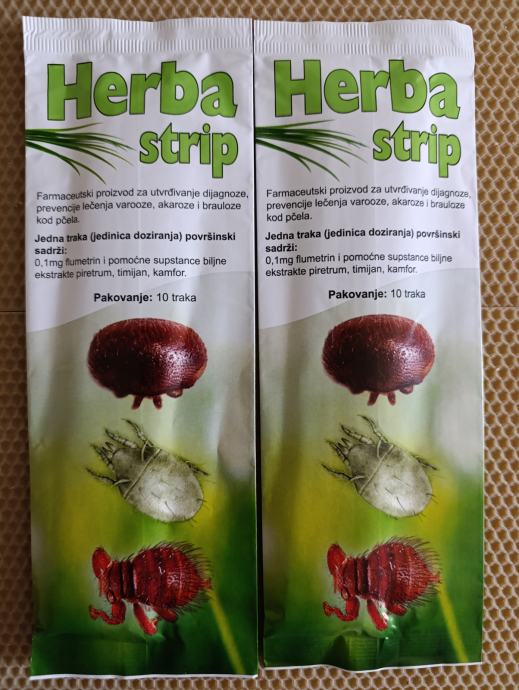 Herba
strip
Farmaceutski proizvod za utvrđivanje dijagnoze,
prevencije lečenja varooze, akaroze i brauloze
kod pčela.
Jedna traka (jedinica doziranja) površinski
sadrži:
0,1mg flumetrin i pomoćne supstance biljne
ekstrakte piretrum, timijan, kamfor.
Pakovanje: 10 traka
Herba
strip
Farmaceutski proizvod za utvrđivanje dijagnoze,
prevencije lečenja varooze, akaroze i brauloze
kod pčela.
Jedna traka (jedinica doziranja) površinski
sadrži:
0,1mg flumetrin i pomoćne supstance biljne
ekstrakte piretrum, timijan, kamfor.
Pakovanje: 10 traka